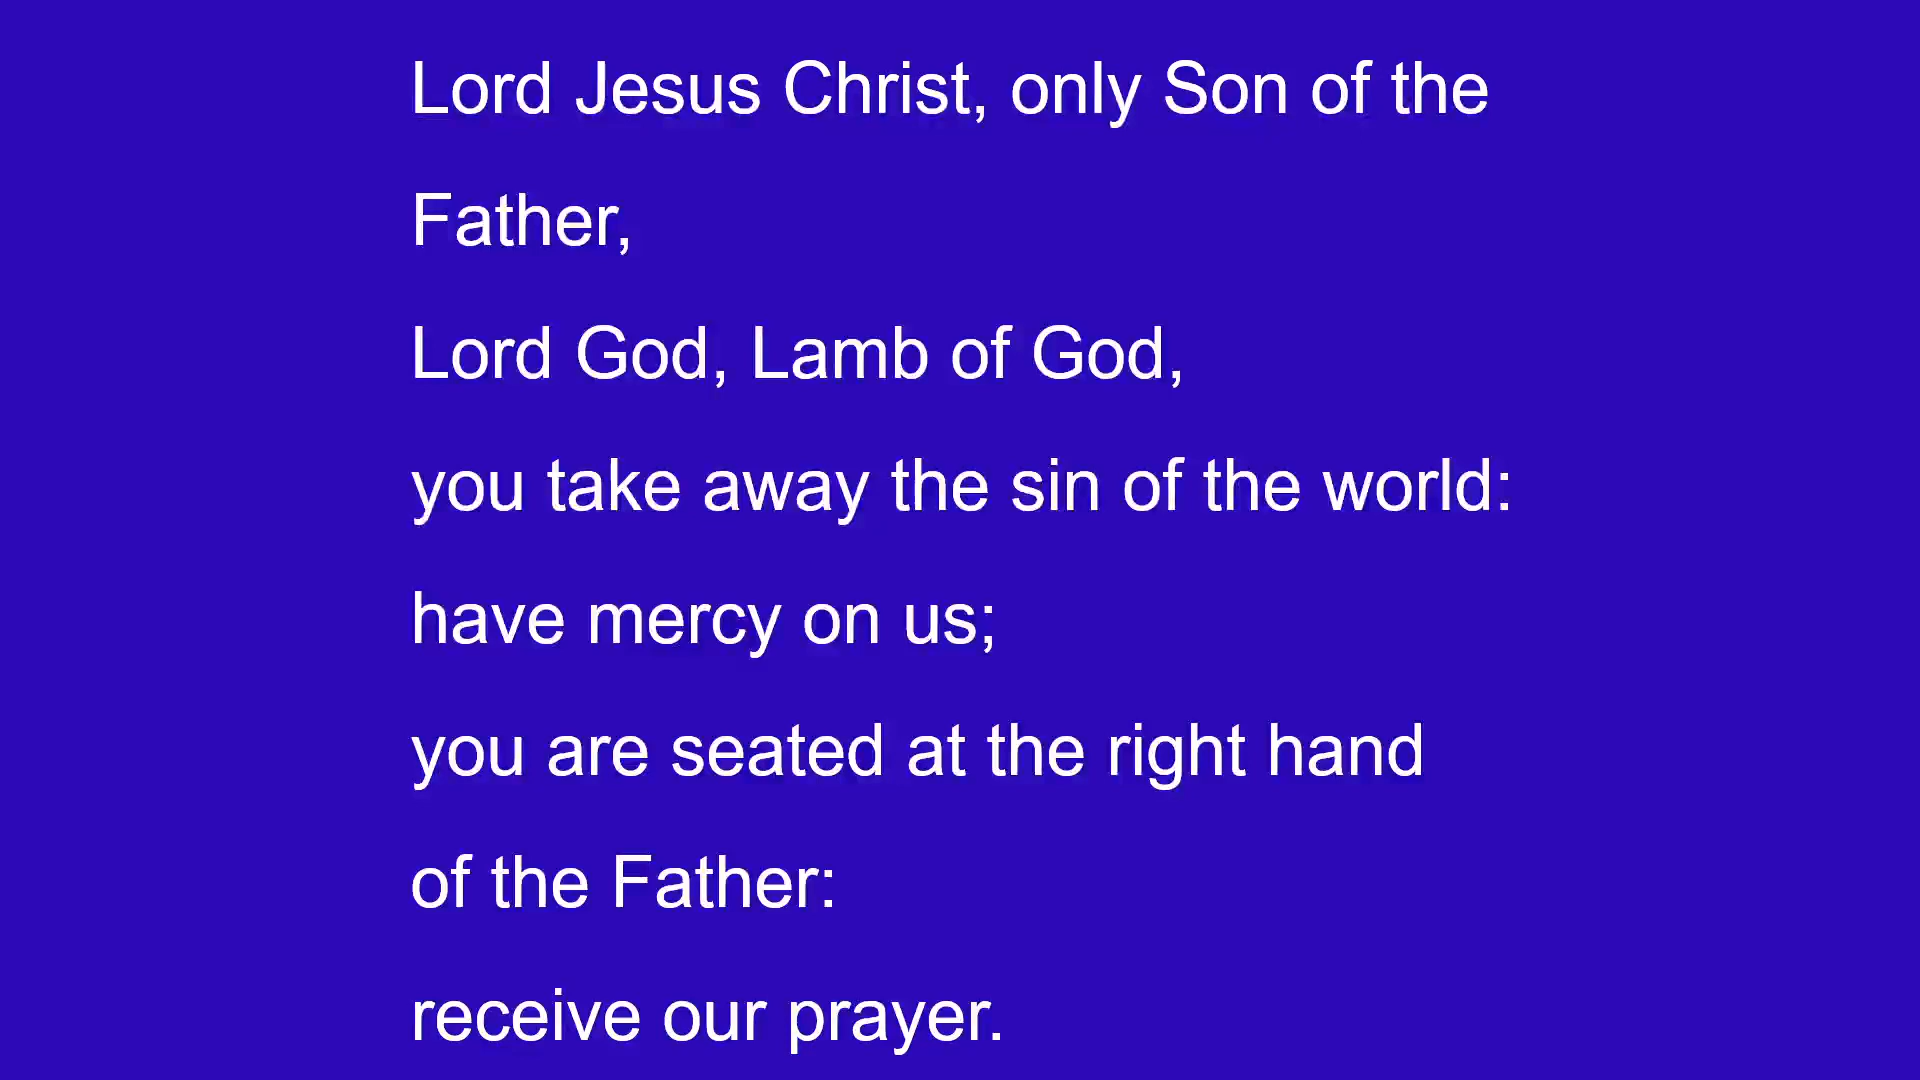 Lord Jesus Christ, only Son of the
Father,
Lord God, Lamb of God,
you take away the sin of the world:
have mercy on us;
you are seated at the right hand
of the Father:
receive our prayer.